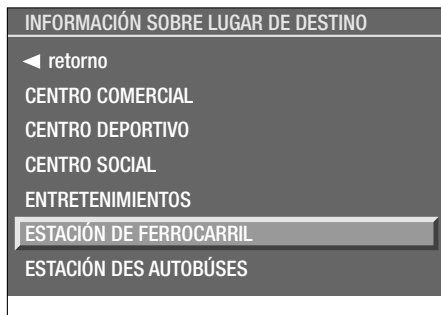 INFORMACIÓN SOBRE LUGAR DE DESTINO
◄ retorno
CENTRO COMERCIAL
CENTRO DEPORTIVO
CENTRO SOCIAL
ENTRETENIMIENTOS
ESTACIÓN DE FERROCARRIL
ESTACIÓN DES AUTOBÚSES